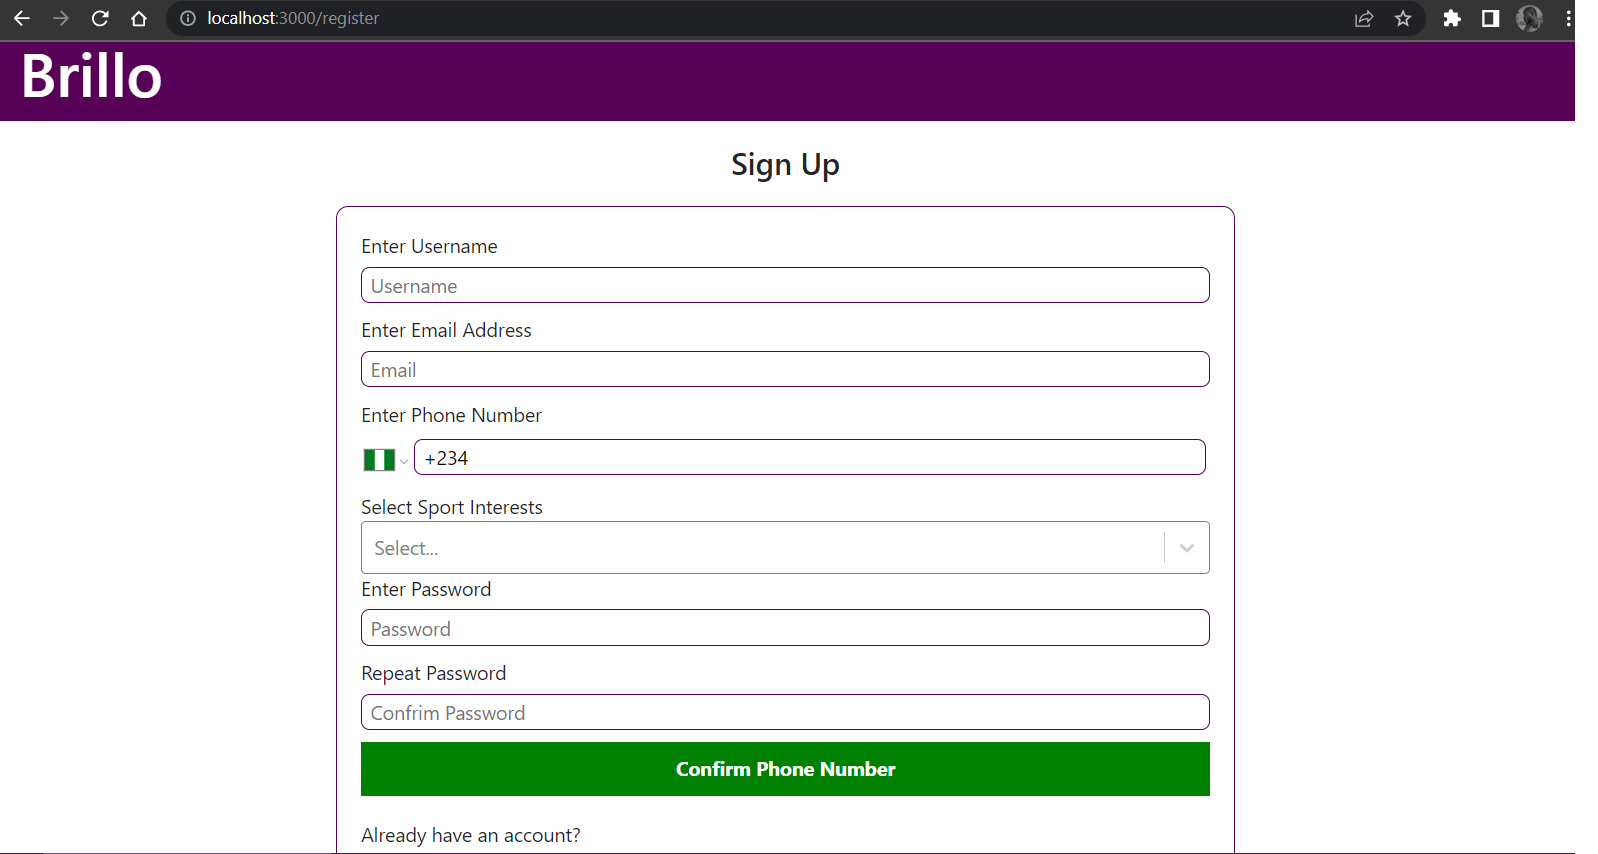 localhost:3000/register
Brillo
Sign Up
Enter Username
Username
Enter Email Address
Email
Enter Phone Number
+234
Select Sport Interests
Select...
Enter Password
Password
Repeat Password
Confrim Password
Confirm Phone Number
Already have an account?